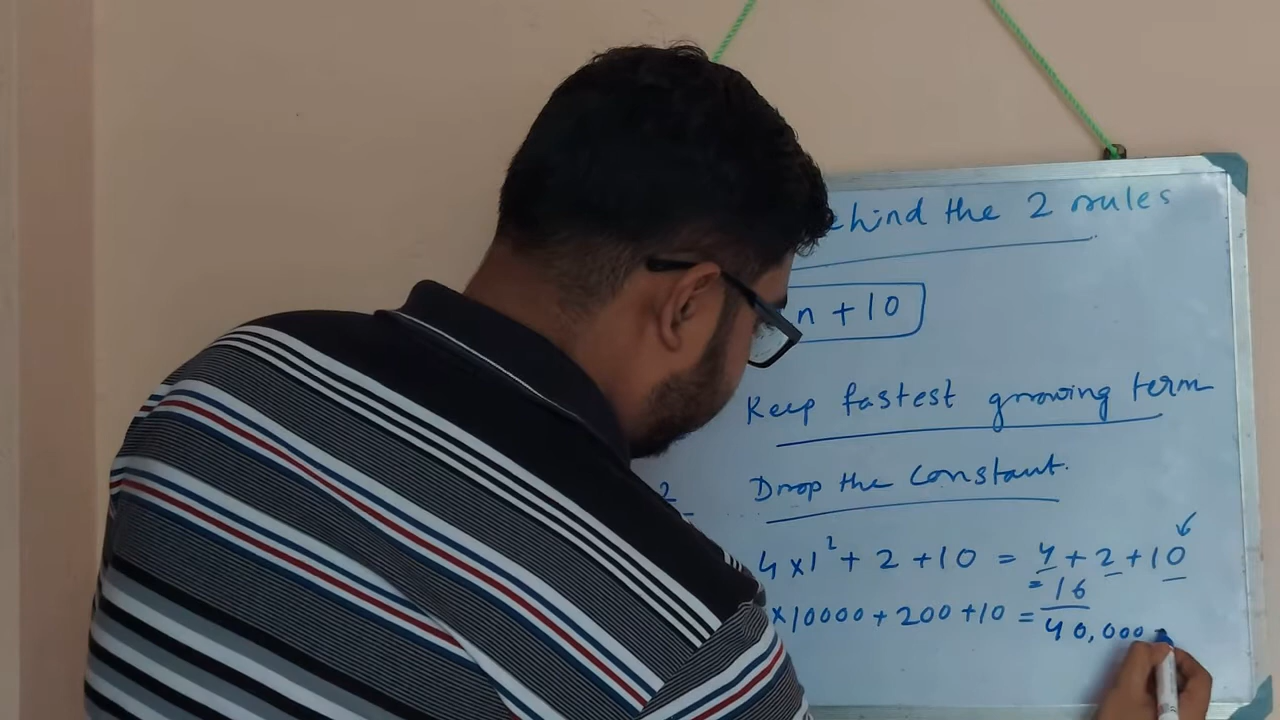 ehind the 2 rules
n + 10
Keep fastest growing term
2
Drop the constant.
4 x 1² + 2 + 10 = 4 + 2 + 10
= 16
x 10000 + 200 + 10 = 40,000